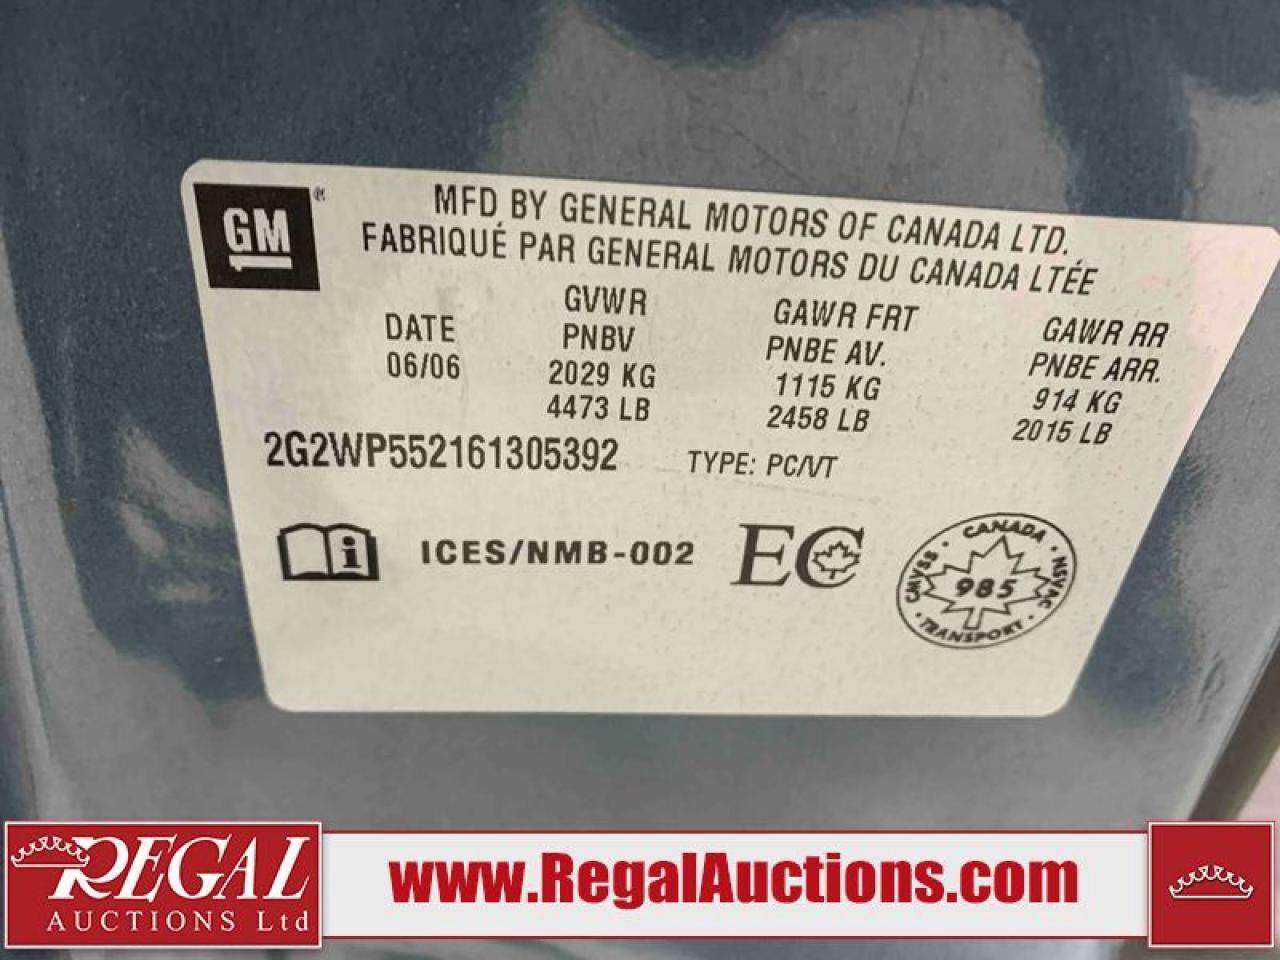 GM ®
MFD BY GENERAL MOTORS OF CANADA LTD.
FABRIQUÉ PAR GENERAL MOTORS DU CANADA LTÉE
DATE
06/06
GVWR
PNBV
2029 KG
4473 LB
GAWR FRT
PNBE AV.
1115 KG
2458 LB
GAWR RR
PNBE ARR.
914 KG
2015 LB
2G2WP552161305392 TYPE: PC/VT
i
ICES/NMB-002
EC
CANADA
CMVSS
985
NSVAC
TRANSPORT
REGAL
AUCTIONS Ltd
www.RegalAuctions.com